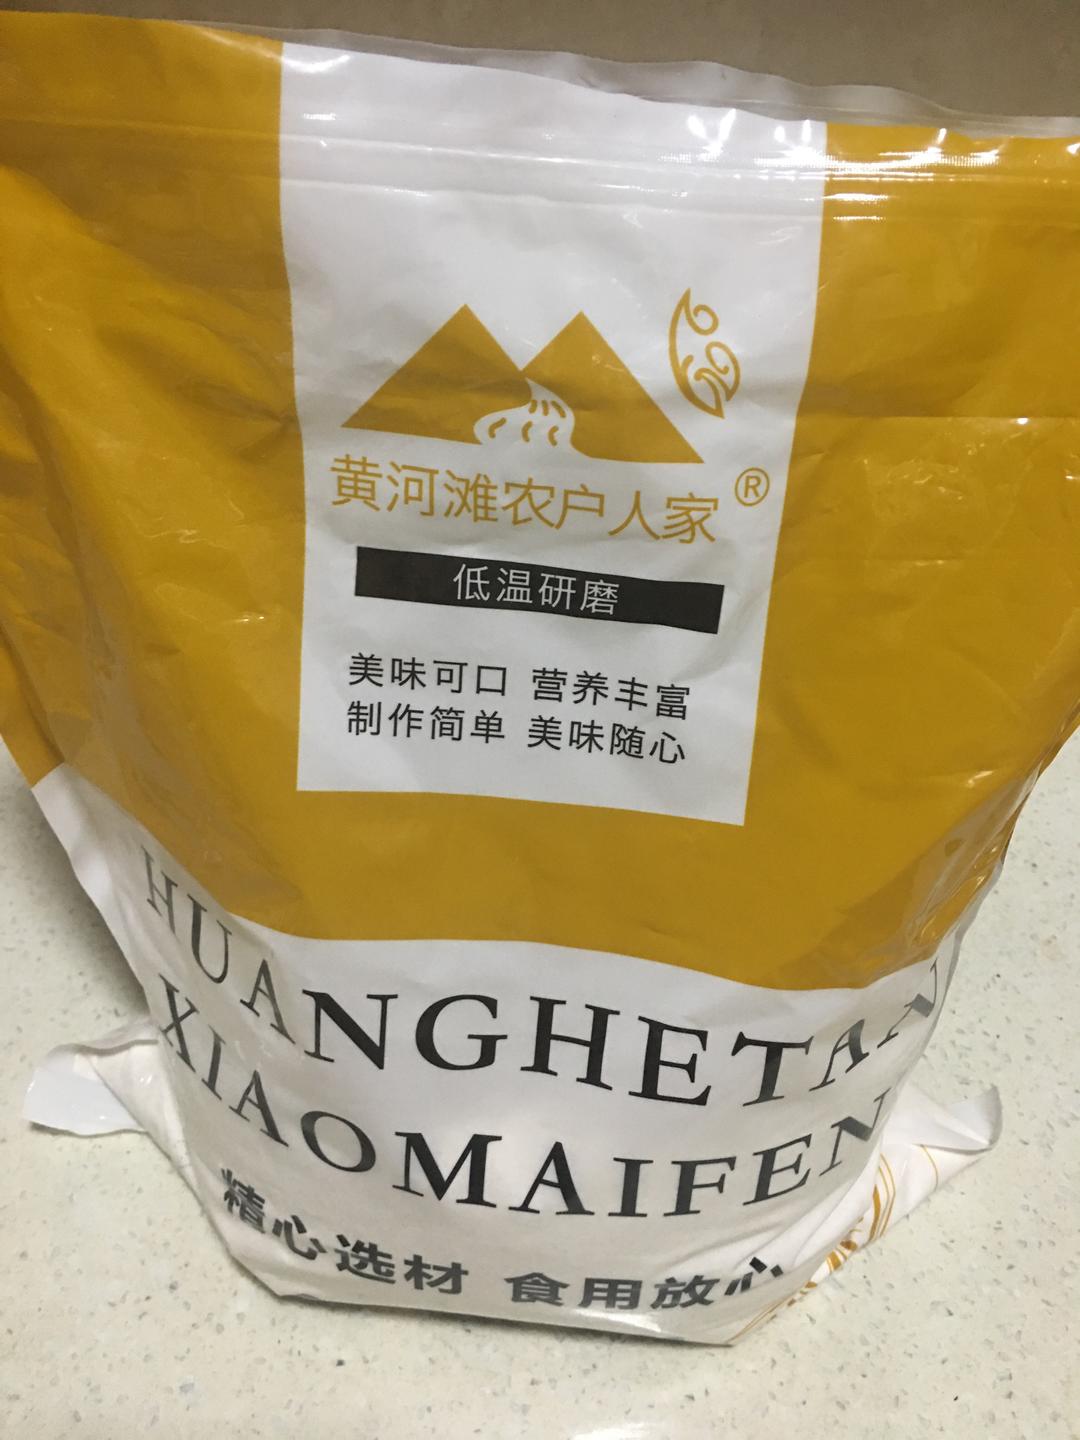 黄河滩农户人家®
低温研磨
美味可口 营养丰富
制作简单 美味随心
HUANGHETAN
XIAOMAIFEN
精心选材 食用放心